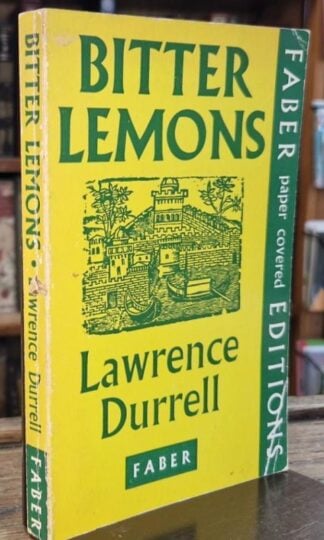 BITTER
LEMONS
Lawrence
Durrell
FABER
FABER paper covered EDITIONS
BITTER LEMONS • Lawrence Durrell FABER